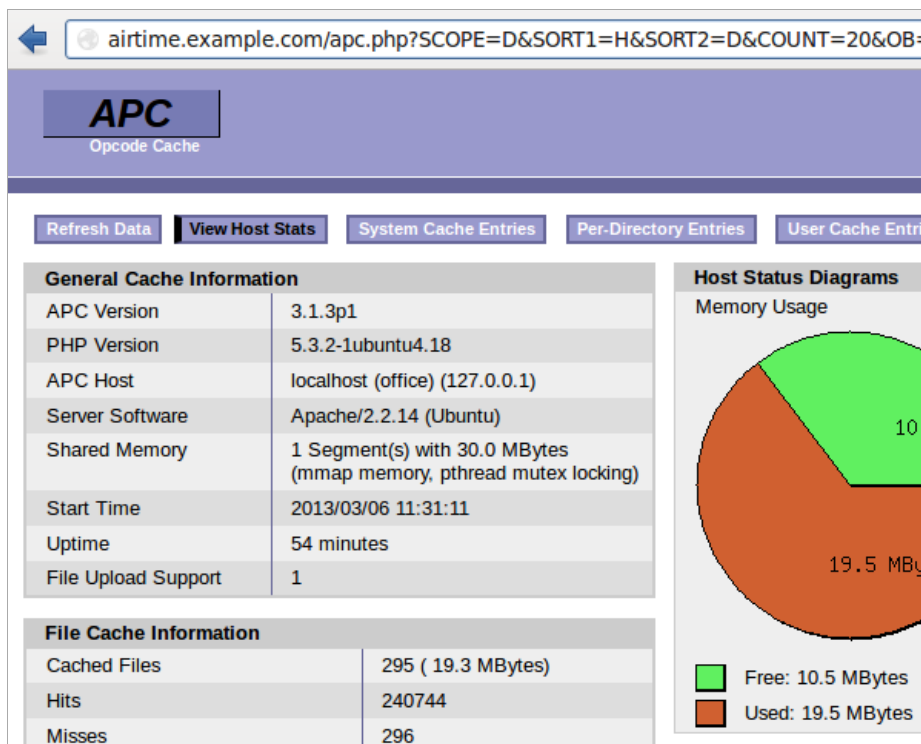 airtime.example.com/apc.php?SCOPE=D&SORT1=H&SORT2=D&COUNT=20&OB=
APC
Opcode Cache
Refresh Data View Host Stats System Cache Entries Per-Directory Entries User Cache
General Cache Information
APC Version 3.1.3p1
PHP Version 5.3.2-1ubuntu4.18
APC Host localhost (office) (127.0.0.1)
Server Software Apache/2.2.14 (Ubuntu)
Shared Memory 1 Segment(s) with 30.0 MBytes
(mmap memory, pthread mutex locking)
Start Time 2013/03/06 11:31:11
Uptime 54 minutes
File Upload Support 1
File Cache Information
Cached Files 295 ( 19.3 MBytes)
Hits 240744
Misses 296
Host Status Diagrams
Memory Usage
10
19.5
Free: 10.5 MBytes
Used: 19.5 MBytes